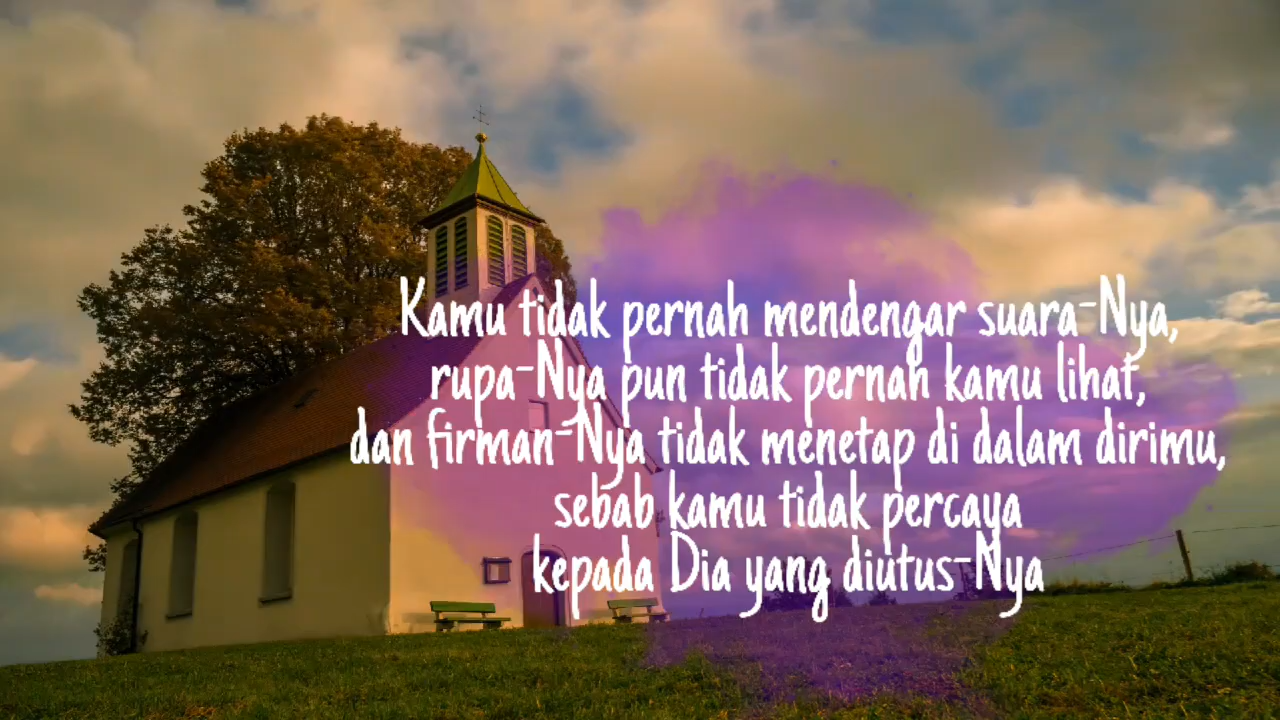 Kamu tidak pernah mendengar suara-Nya,
rupa-Nya pun tidak pernah kamu lihat,
dan firman-Nya tidak menetap di dalam dirimu,
sebab kamu tidak percaya
kepada Dia yang diutus-Nya